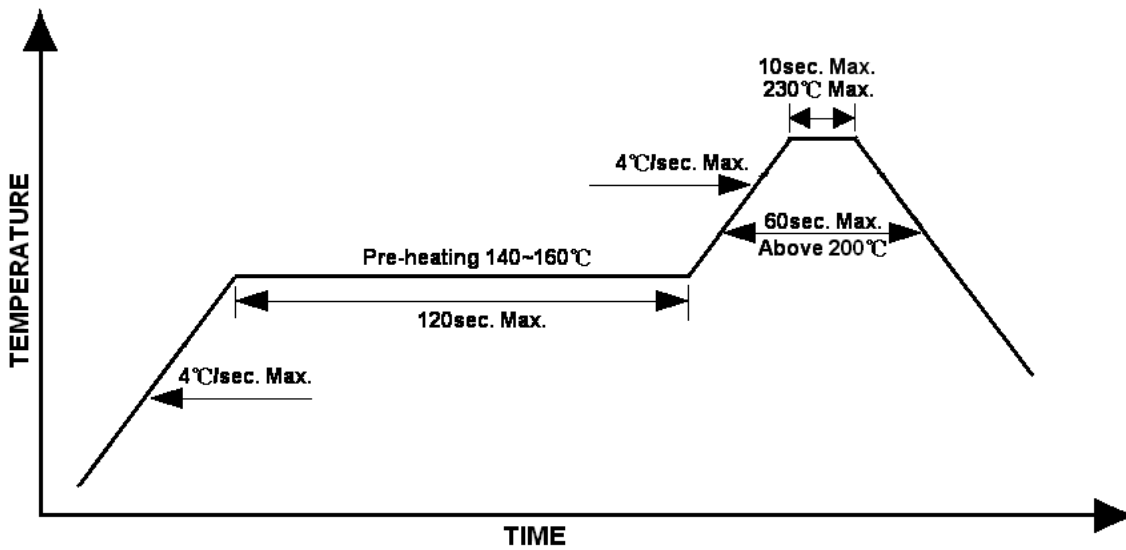 10sec. Max.
230℃ Max.
4℃/sec. Max.
60sec. Max.
Above 200℃
Pre-heating 140~160℃
120sec. Max.
4℃/sec. Max.
TEMPERATURE
TIME